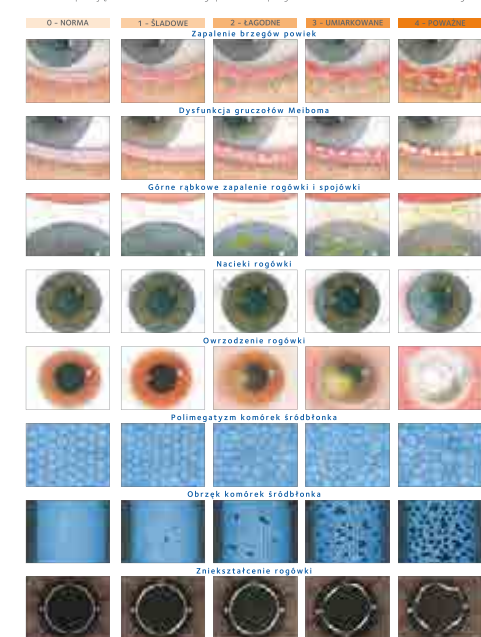 0 – NORMA 1 – ŚLADOWE 2 – ŁAGODNE 3 – UMIARKOWANE 4 – POWAŻNE
Zapalenie brzegów powiek
Dysfunkcja gruczołów Meiboma
Górne rąbkowe zapalenie rogówki i spojówki
Nacieki rogówki
Owrzodzenie rogówki
Polimegatyzm komórek śródbłonka
Obrzęk komórek śródbłonka
Zniekształcenie rogówki